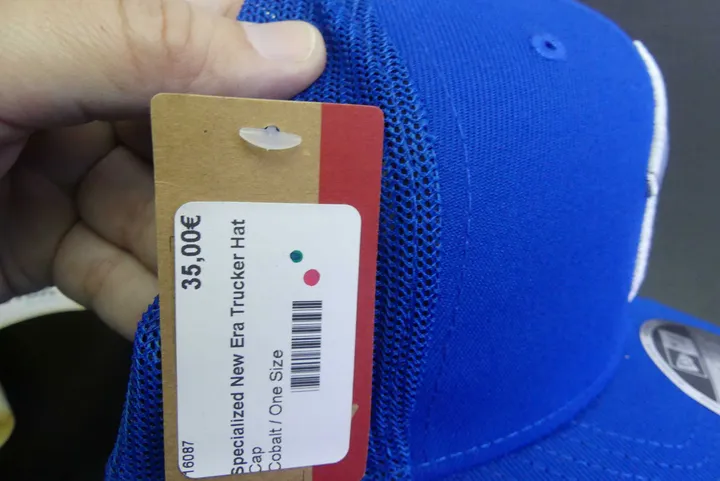 35,00€
Specialized New Era Trucker Hat
Cap
Cobalt / One Size
16087